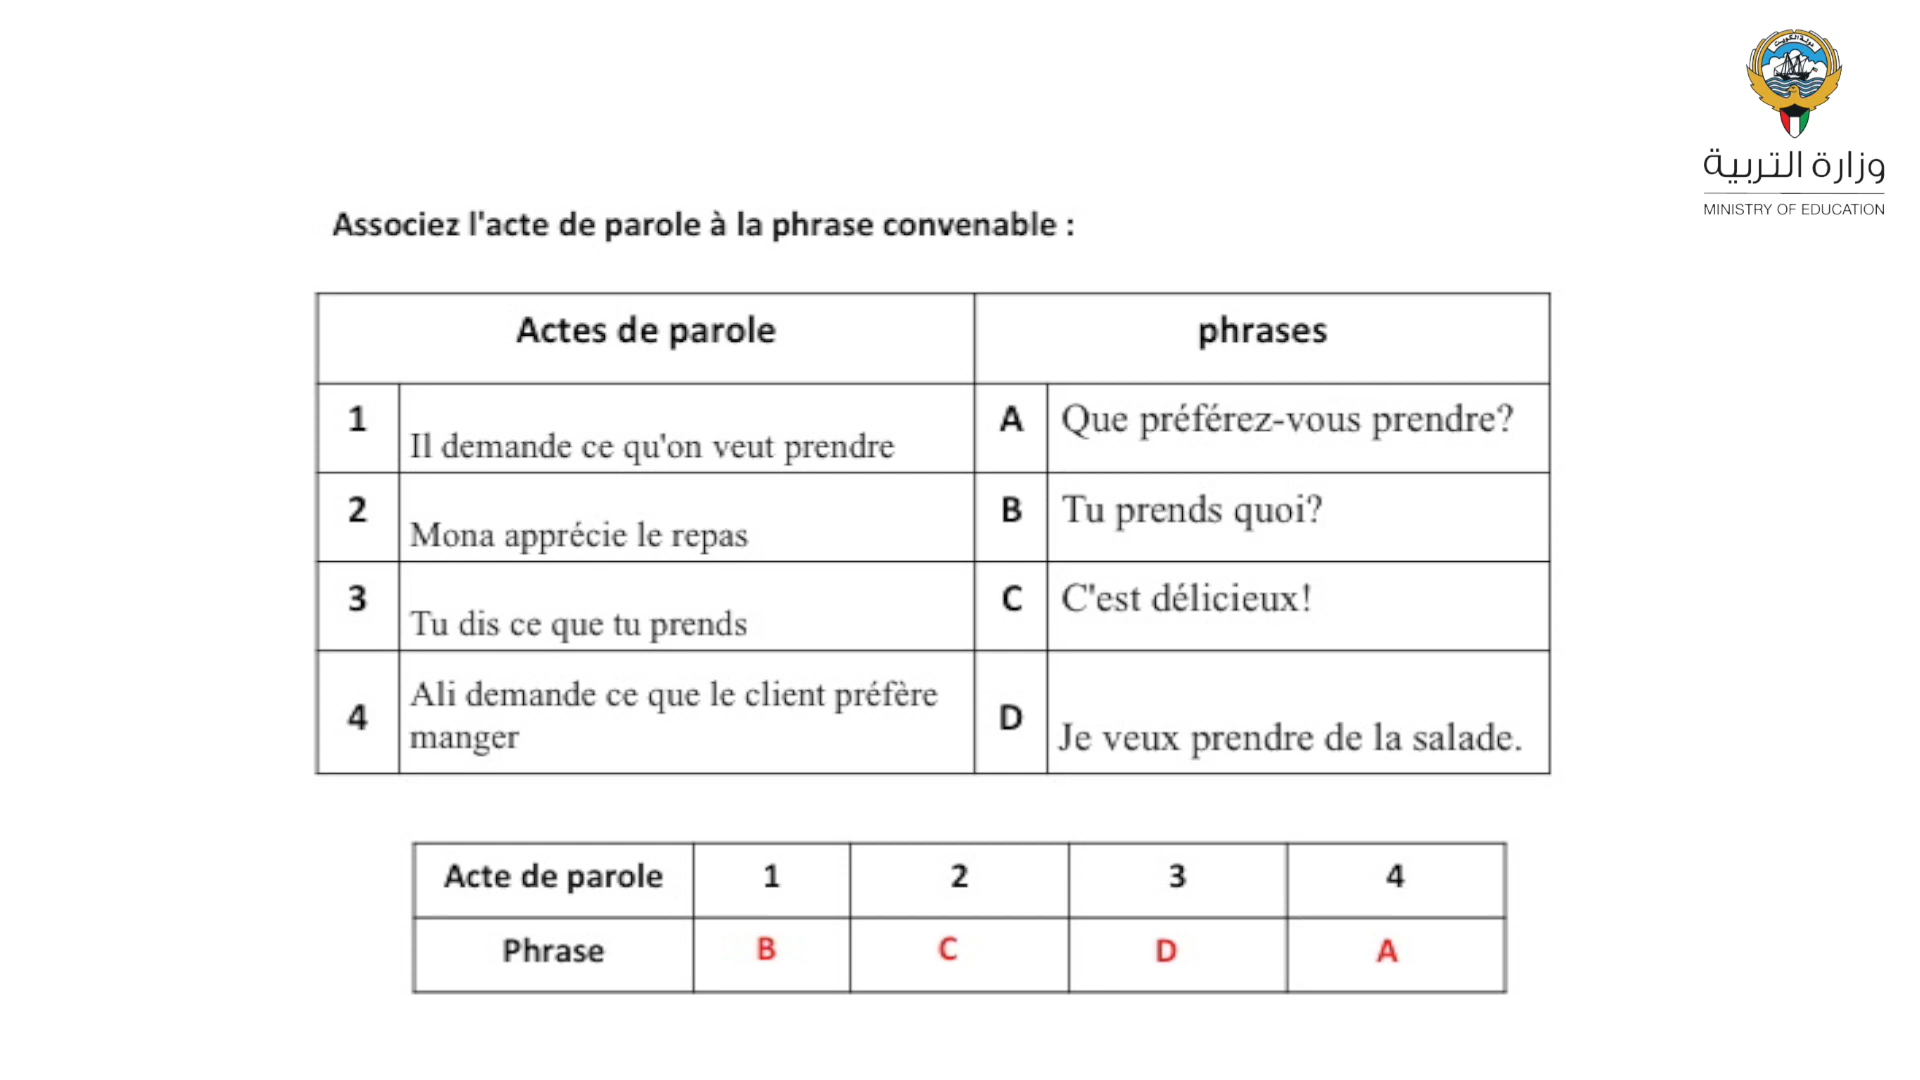 دولة الكويت
وزارة التربية
MINISTRY OF EDUCATION
Associez l'acte de parole à la phrase convenable :
Actes de parole phrases
1 Il demande ce qu'on veut prendre A Que préférez-vous prendre?
2 Mona apprécie le repas B Tu prends quoi?
3 Tu dis ce que tu prends C C'est délicieux!
4 Ali demande ce que le client préfère
manger D Je veux prendre de la salade.
Acte de parole 1 2 3 4
Phrase B C D A